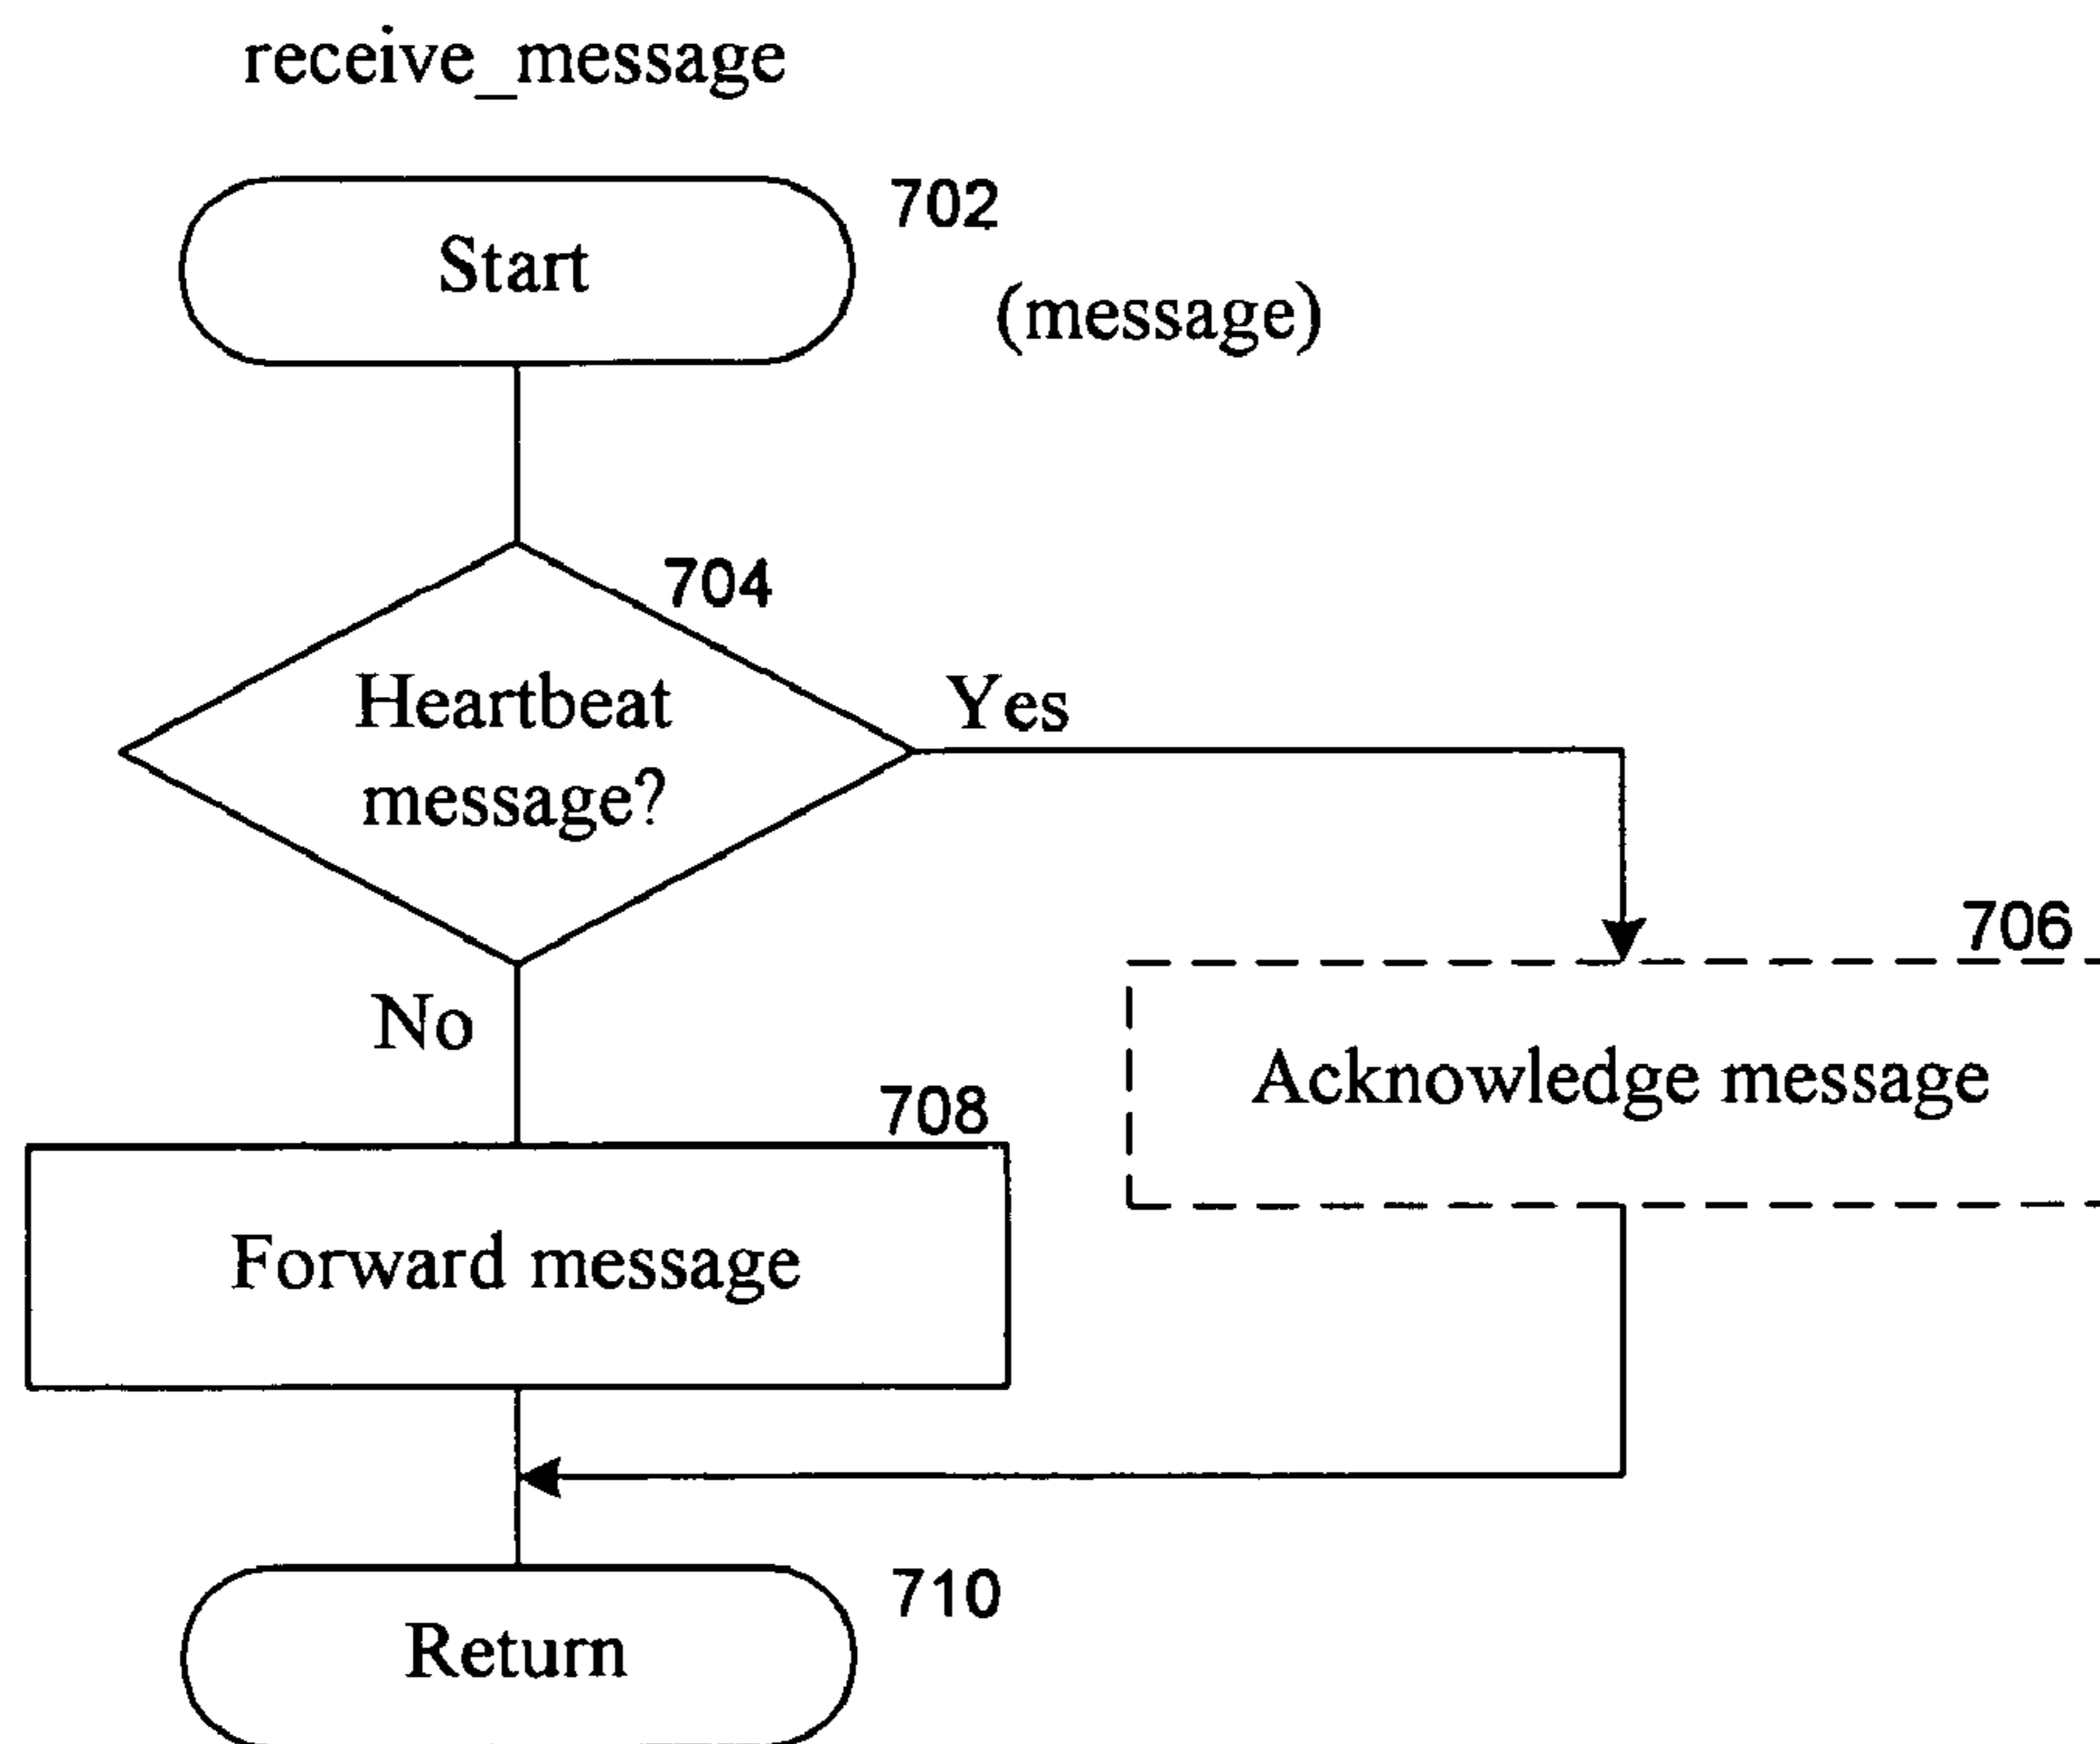 receive_message
702
Start
(message)
704
Heartbeat
message?
Yes
706
Acknowledge message
No
708
Forward message
710
Return